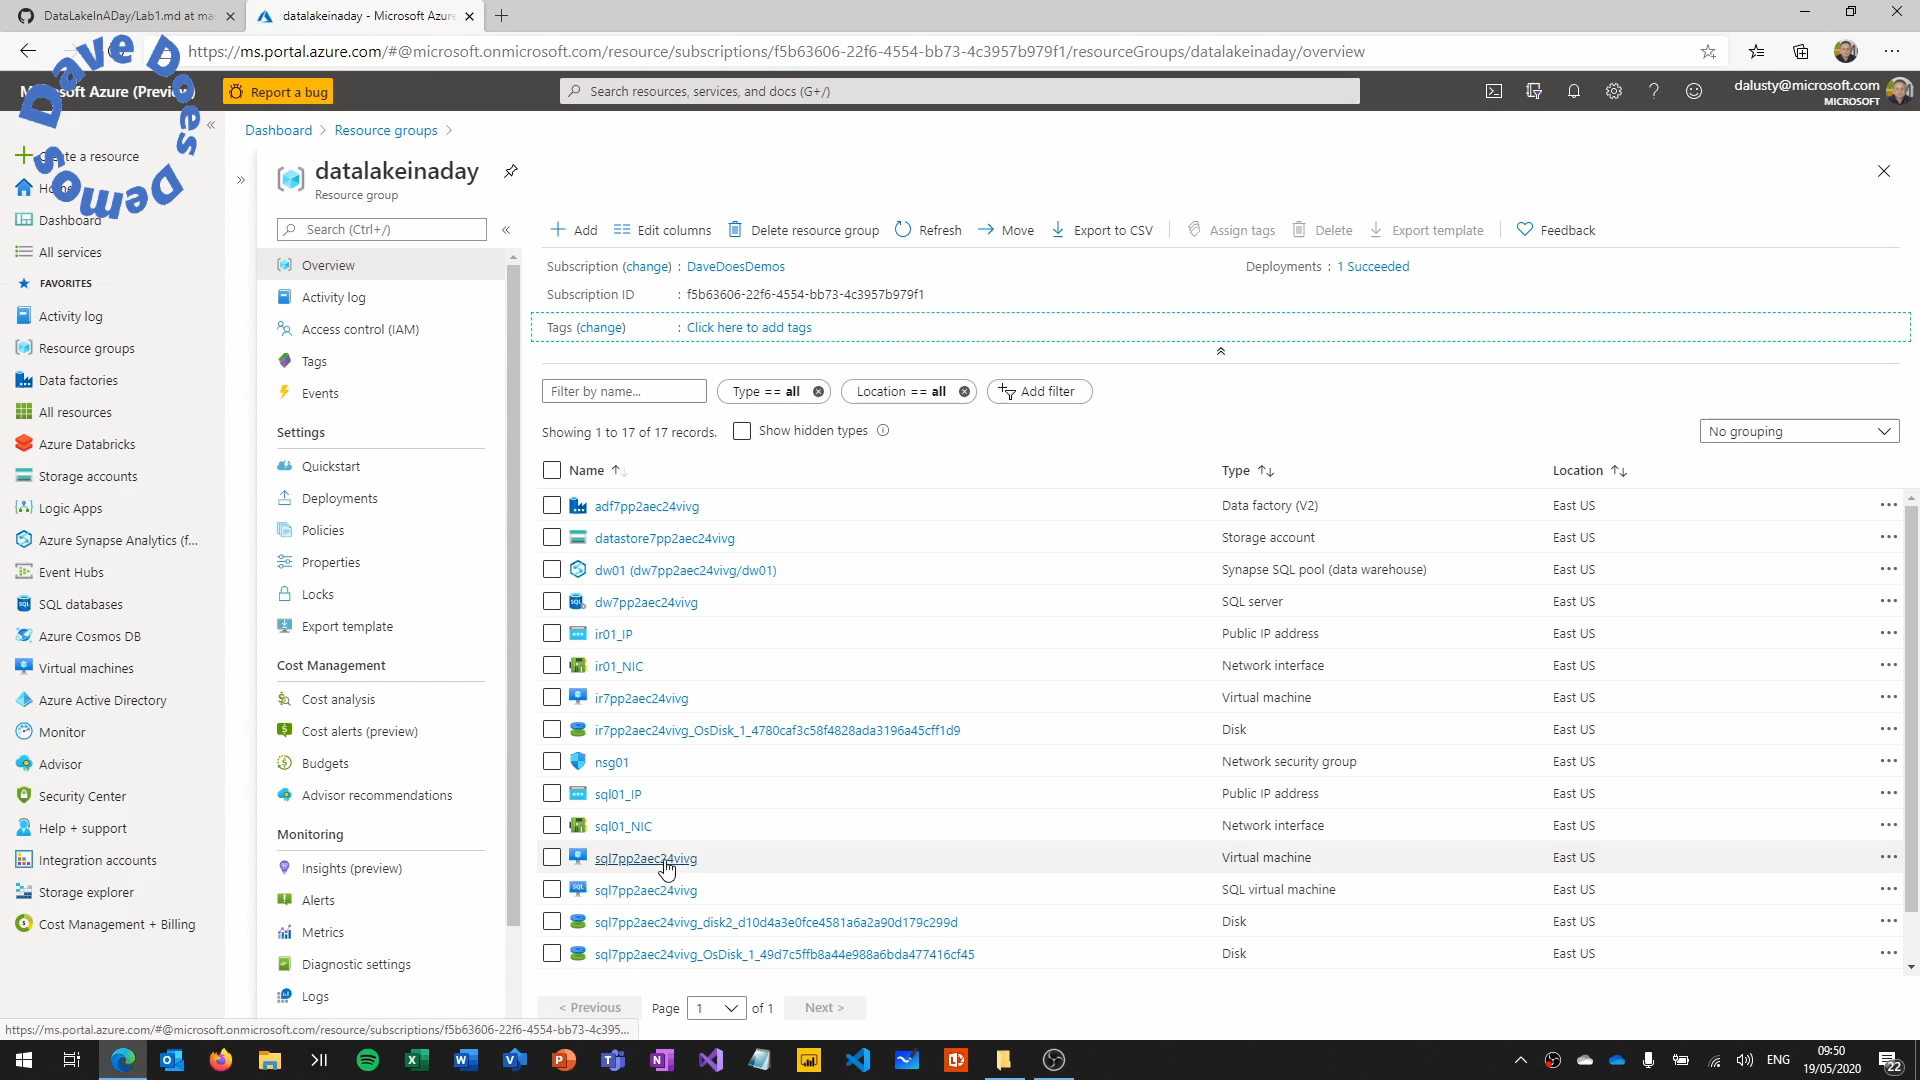 DataLakeInADay/Lab1.md at mas
datalakeinaday - Microsoft Azure
https://ms.portal.azure.com/#@microsoft.onmicrosoft.com/resource/subscriptions/f5b63606-22f6-4554-bb73-4c3957b979f1/resourceGroups/datalakeinaday/overview
Dave Does Demos
Microsoft Azure (Preview)
Report a bug
Search resources, services, and docs (G+/)
dalusty@microsoft.com
MICROSOFT
Create a resource
Home
Dashboard
All services
FAVORITES
Activity log
Resource groups
Data factories
All resources
Azure Databricks
Storage accounts
Logic Apps
Azure Synapse Analytics (f...
Event Hubs
SQL databases
Azure Cosmos DB
Virtual machines
Azure Active Directory
Monitor
Advisor
Security Center
Help + support
Integration accounts
Storage explorer
Cost Management + Billing
Dashboard > Resource groups >
datalakeinaday
Resource group
Search (Ctrl+/)
Overview
Activity log
Access control (IAM)
Tags
Events
Settings
Quickstart
Deployments
Policies
Properties
Locks
Export template
Cost Management
Cost analysis
Cost alerts (preview)
Budgets
Advisor recommendations
Monitoring
Insights (preview)
Alerts
Metrics
Diagnostic settings
Logs
Add Edit columns Delete resource group Refresh Move Export to CSV Assign tags Delete Export template Feedback
Subscription (change) : DaveDoesDemos
Deployments : 1 Succeeded
Subscription ID : f5b63606-22f6-4554-bb73-4c3957b979f1
Tags (change) : Click here to add tags
Filter by name... Type == all Location == all Add filter
Showing 1 to 17 of 17 records. Show hidden types
No grouping
Name Type Location
adf7pp2aec24vivg Data factory (V2) East US
datastore7pp2aec24vivg Storage account East US
dw01 (dw7pp2aec24vivg/dw01) Synapse SQL pool (data warehouse) East US
dw7pp2aec24vivg SQL server East US
ir01_IP Public IP address East US
ir01_NIC Network interface East US
ir7pp2aec24vivg Virtual machine East US
ir7pp2aec24vivg_OsDisk_1_4780caf3c58f4828ada3196a45cff1d9 Disk East US
nsg01 Network security group East US
sql01_IP Public IP address East US
sql01_NIC Network interface East US
sql7pp2aec24vivg Virtual machine East US
sql7pp2aec24vivg SQL virtual machine East US
sql7pp2aec24vivg_disk2_d10d4a3e0fce4581a6a2a90d179c299d Disk East US
sql7pp2aec24vivg_OsDisk_1_49d7c5ffb8a44e988a6bda477416cf45 Disk East US
< Previous Page 1 of 1 Next >
https://ms.portal.azure.com/#@microsoft.onmicrosoft.com/resource/subscriptions/f5b63606-22f6-4554-bb73-4c395...
ENG
09:50
19/05/2020
22